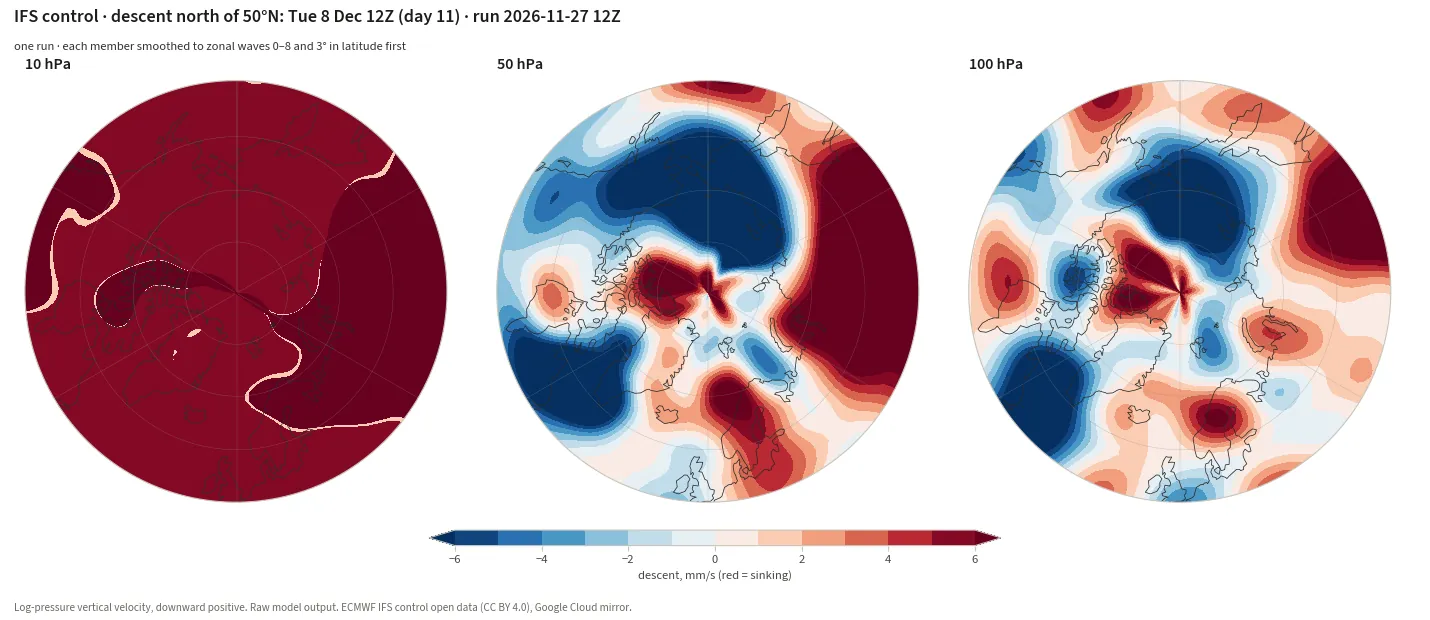 IFS control · descent north of 50°N: Tue 8 Dec 12Z (day 11) · run 2026-11-27 12Z
one run · each member smoothed to zonal waves 0–8 and 3° in latitude first
10 hPa
50 hPa
100 hPa
−6 −4 −2 0 2 4 6
descent, mm/s (red = sinking)
Log-pressure vertical velocity, downward positive. Raw model output. ECMWF IFS control open data (CC BY 4.0), Google Cloud mirror.